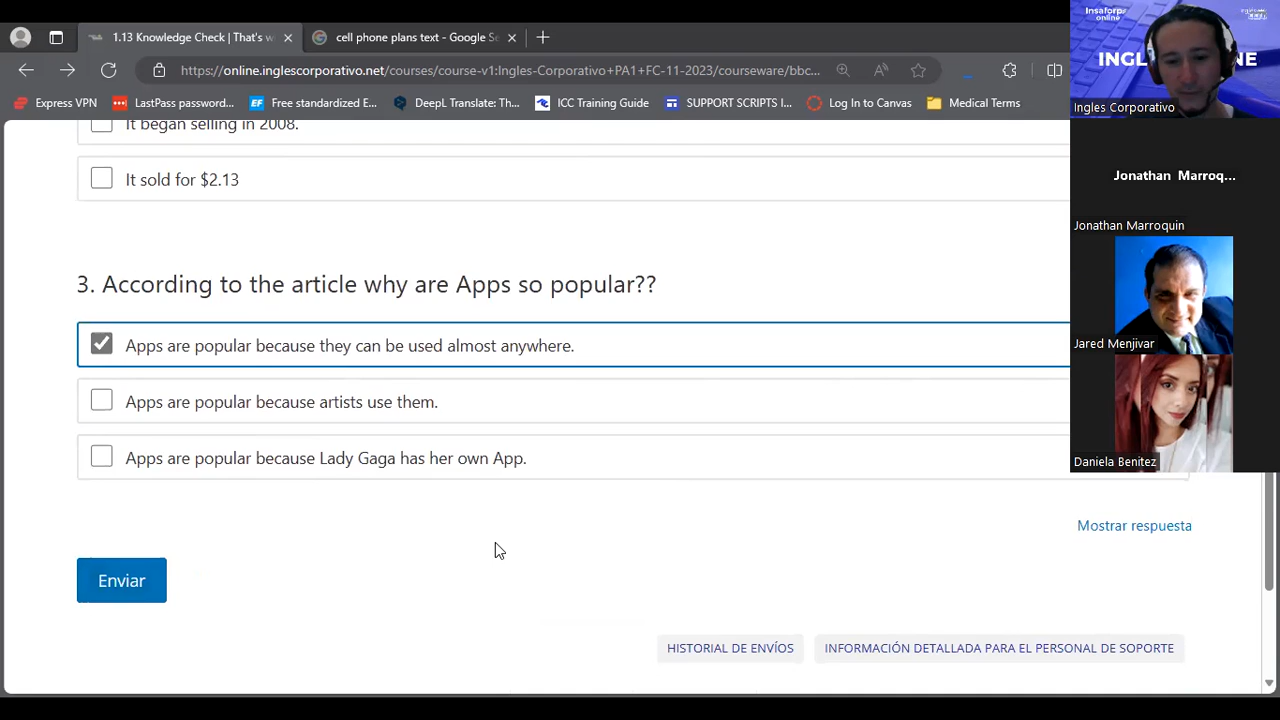 1.13 Knowledge Check | That's w
cell phone plans text - Google Se
https://online.inglescorporativo.net/courses/course-v1:Ingles-Corporativo+PA1+FC-11-2023/courseware/bbc...
Express VPN
LastPass password...
Free standardized E...
DeepL Translate: Th...
ICC Training Guide
SUPPORT SCRIPTS I...
Log In to Canvas
Medical Terms
It began selling in 2008.
It sold for $2.13
3. According to the article why are Apps so popular??
Apps are popular because they can be used almost anywhere.
Apps are popular because artists use them.
Apps are popular because Lady Gaga has her own App.
Mostrar respuesta
Enviar
HISTORIAL DE ENVÍOS
INFORMACIÓN DETALLADA PARA EL PERSONAL DE SOPORTE
Insaforp
online
Ingles Corporativo
Jonathan Marroq...
Jonathan Marroquin
Jared Menjivar
Daniela Benitez